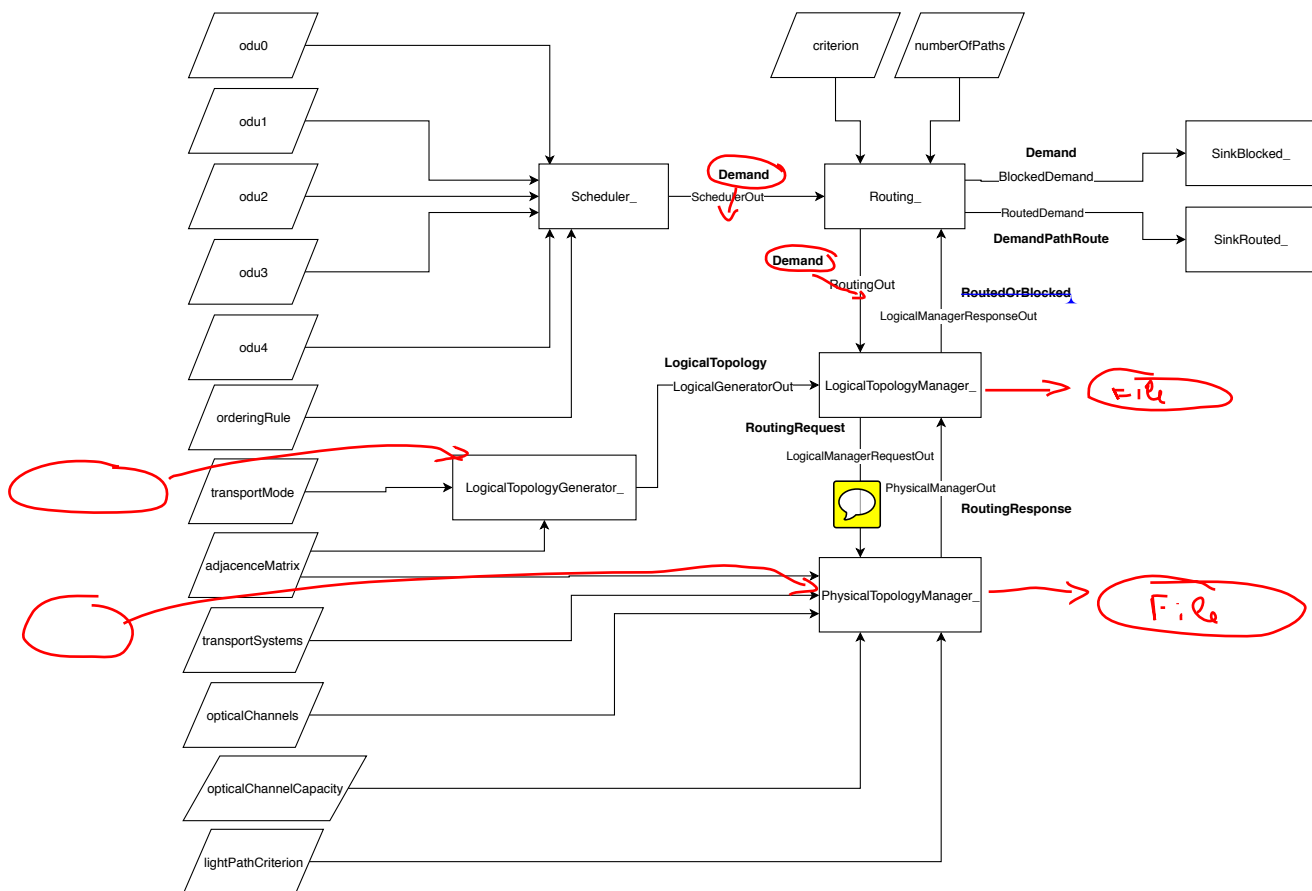 odu0
criterion
numberOfPaths
odu1
Demand
BlockedDemand
SinkBlocked_
Demand
odu2
Scheduler_
SchedulerOut
Routing_
RoutedDemand
DemandPathRoute
SinkRouted_
odu3
Demand
RoutingOut
RoutedOrBlocked
LogicalManagerResponseOut
odu4
LogicalTopology
LogicalGeneratorOut
LogicalTopologyManager_
File
orderingRule
RoutingRequest
LogicalManagerRequestOut
transportMode
LogicalTopologyGenerator_
PhysicalManagerOut
RoutingResponse
adjacenceMatrix
PhysicalTopologyManager_
File
transportSystems
opticalChannels
opticalChannelCapacity
lightPathCriterion